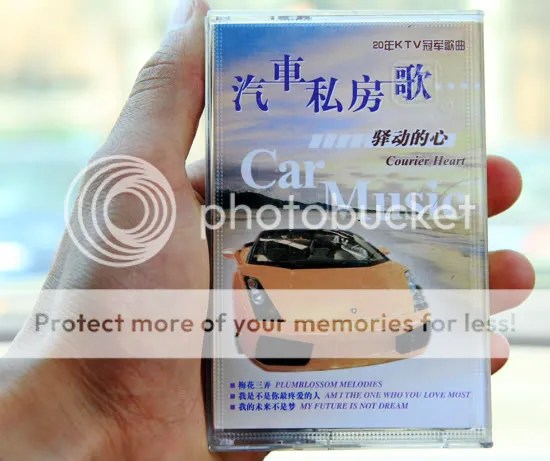 20年KTV冠军歌曲
汽車私房歌
驿动的心
Courier Heart
Car
Music
photobucket
Protect more of your memories for less!
■ 梅花三弄 PLUMBLOSSOM MELODIES
■ 我是不是你最疼爱的人 AM I THE ONE WHO YOU LOVE MOST
■ 我的未来不是梦 MY FUTURE IS NOT DREAM